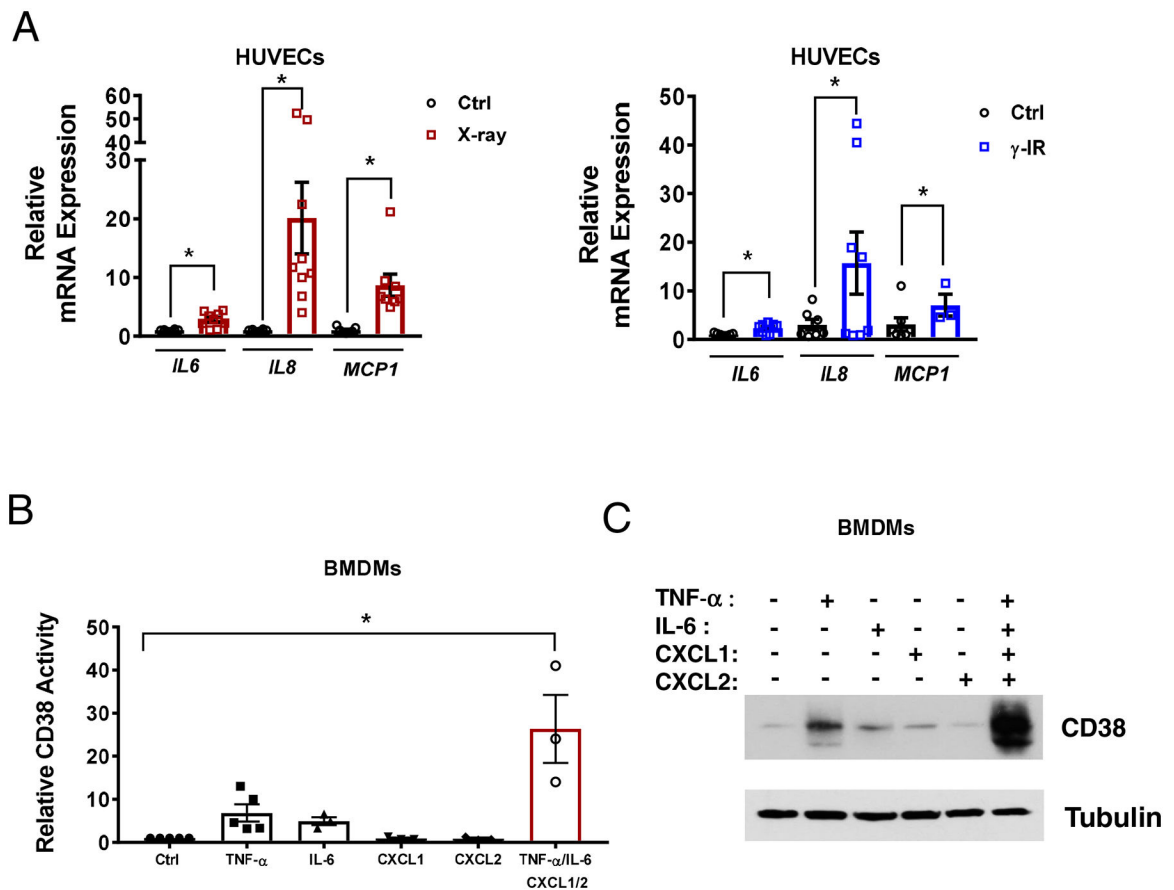 A
HUVECs
Relative
mRNA Expression
60
50
40
30
20
10
0
*
*
*
Ctrl
X-ray
IL6
IL8
MCP1
HUVECs
Relative
mRNA Expression
50
40
30
20
10
0
*
*
*
Ctrl
γ-IR
IL6
IL8
MCP1
B
BMDMs
Relative CD38 Activity
50
40
30
20
10
0
*
Ctrl
TNF-α
IL-6
CXCL1
CXCL2
TNF-α/IL-6
CXCL1/2
C
BMDMs
TNF-α : - + - - - +
IL-6 : - - + - - +
CXCL1: - - - + - +
CXCL2: - - - - + +
CD38
Tubulin